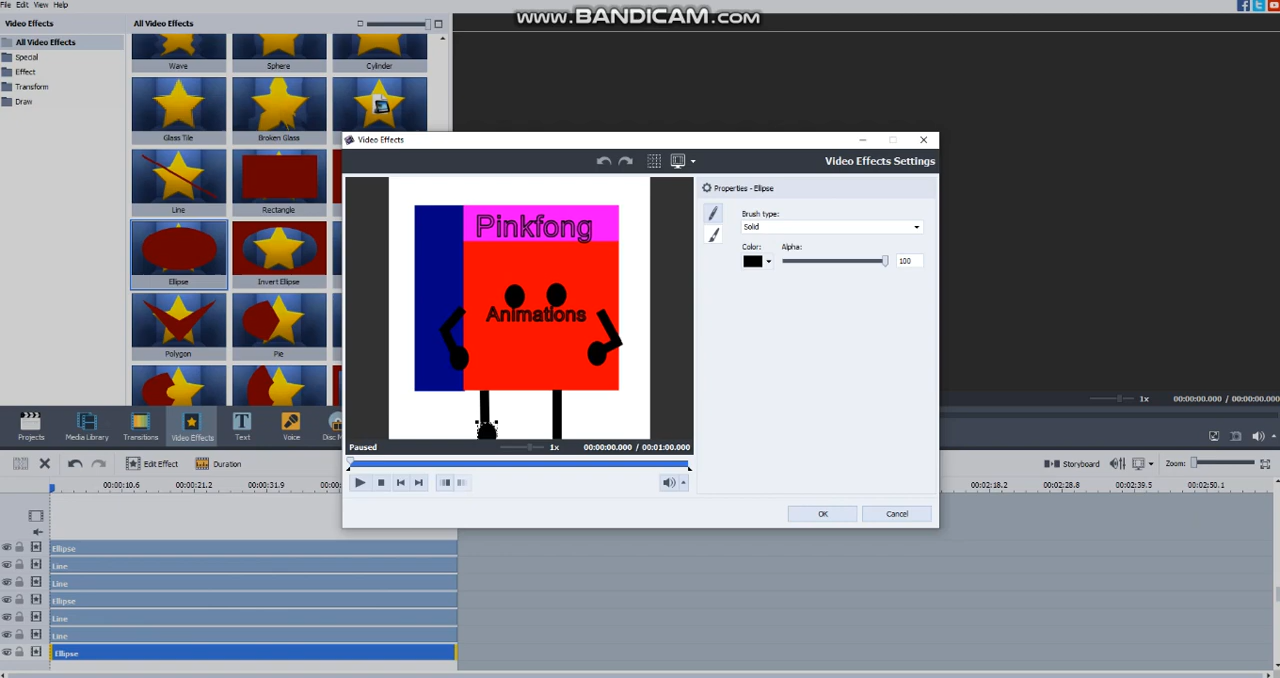 File Edit View Help
www.BANDICAM.com
Video Effects
All Video Effects
All Video Effects
Special
Effect
Transform
Draw
Wave
Sphere
Cylinder
Glass Tile
Broken Glass
Line
Rectangle
Ellipse
Invert Ellipse
Polygon
Pie
Video Effects
Video Effects Settings
Properties - Ellipse
Brush type:
Solid
Color:
Alpha:
100
Pinkfong
Animations
Paused
1x
00:00:00.000 / 00:01:00.000
OK
Cancel
1x
00:00:00.000 / 00:00:00.000
Projects
Media Library
Transitions
Video Effects
Text
Voice
Edit Effect
Duration
Storyboard
Zoom:
00:00:10.6
00:00:21.2
00:00:31.9
00:02:18.2
00:02:28.8
00:02:39.5
00:02:50.1
Ellipse
Line
Line
Ellipse
Line
Line
Ellipse